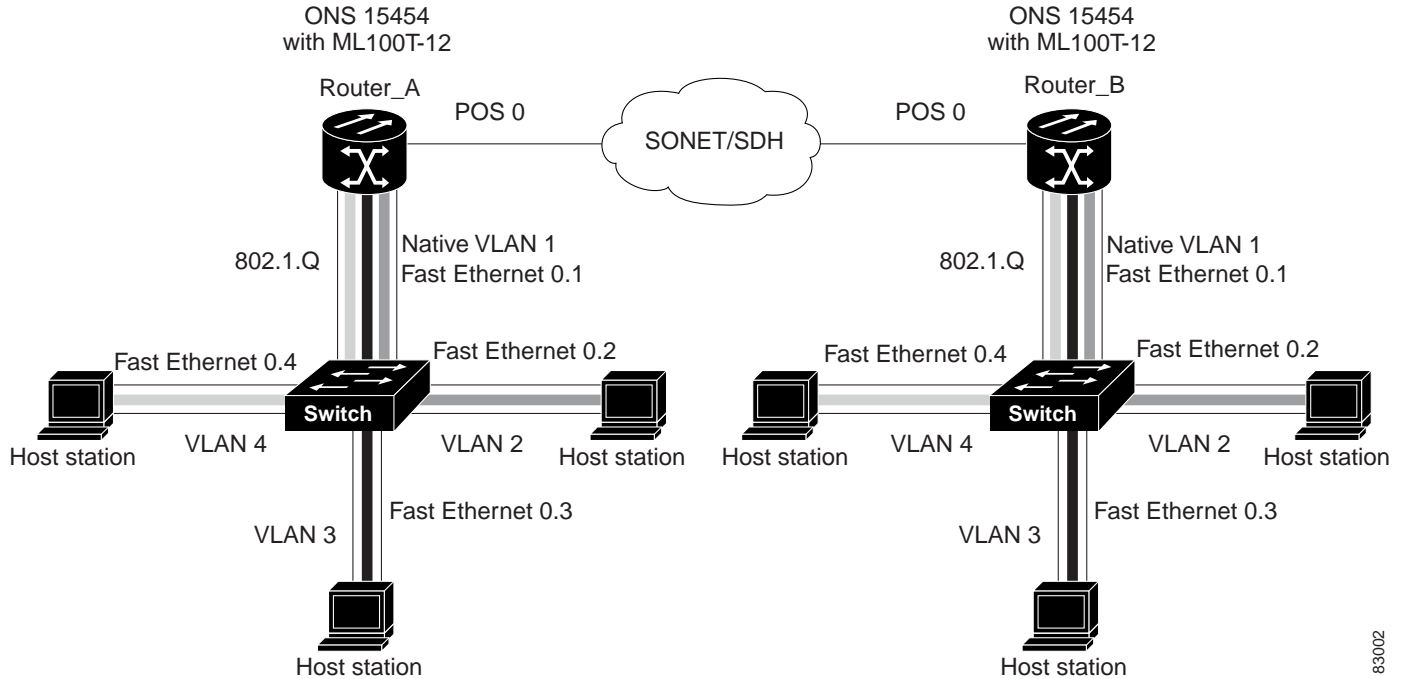 ONS 15454
with ML100T-12
ONS 15454
with ML100T-12
Router_A
Router_B
POS 0
SONET/SDH
POS 0
802.1.Q
Native VLAN 1
Fast Ethernet 0.1
802.1.Q
Native VLAN 1
Fast Ethernet 0.1
Fast Ethernet 0.4
Fast Ethernet 0.2
Fast Ethernet 0.4
Fast Ethernet 0.2
Switch
Switch
VLAN 4
VLAN 2
VLAN 4
VLAN 2
Host station
Host station
Host station
Host station
Fast Ethernet 0.3
Fast Ethernet 0.3
VLAN 3
VLAN 3
Host station
Host station
83002